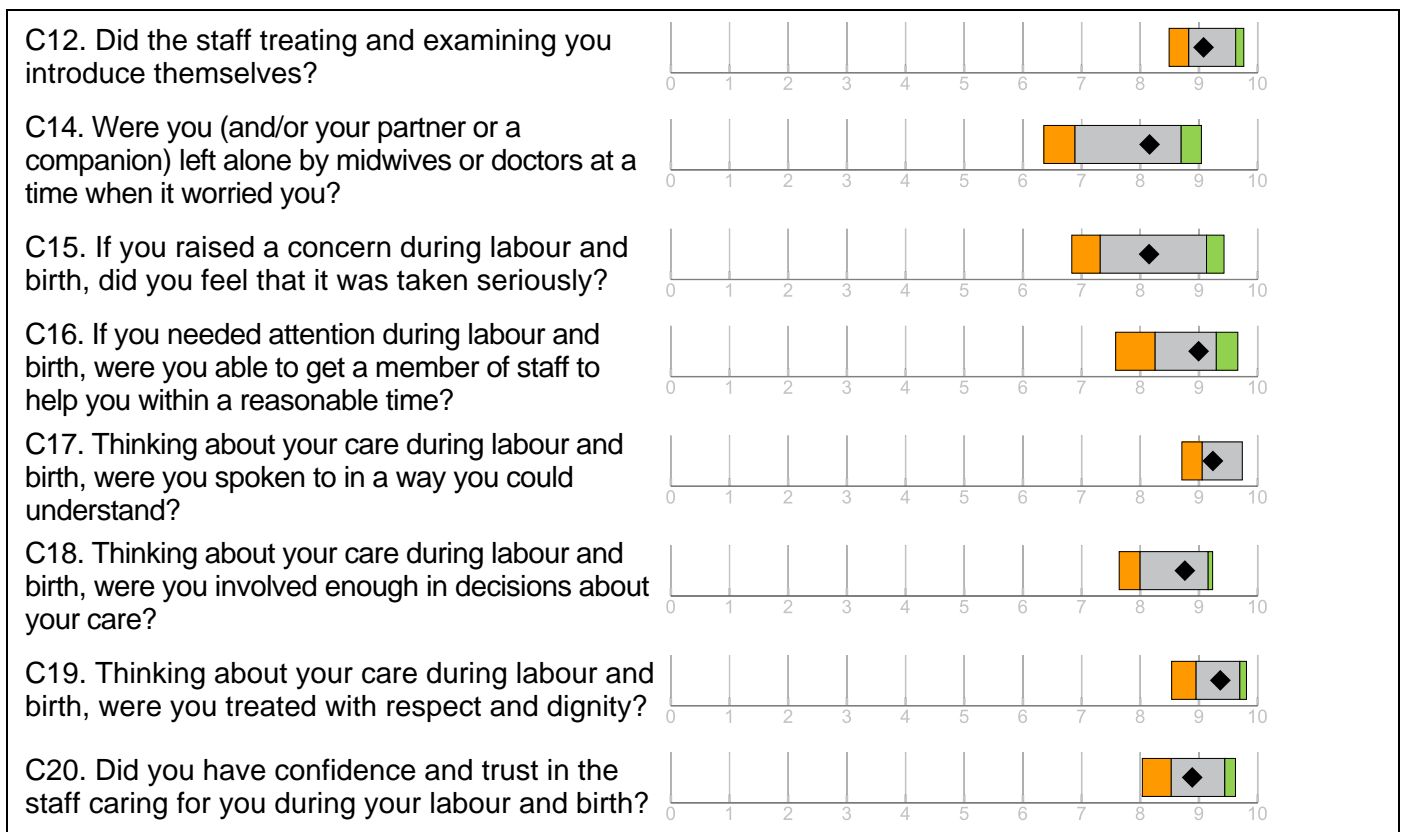 C12. Did the staff treating and examining you
introduce themselves?
0 1 2 3 4 5 6 7 8 9 10
C14. Were you (and/or your partner or a
companion) left alone by midwives or doctors at a
time when it worried you?
0 1 2 3 4 5 6 7 8 9 10
C15. If you raised a concern during labour and
birth, did you feel that it was taken seriously?
0 1 2 3 4 5 6 7 8 9 10
C16. If you needed attention during labour and
birth, were you able to get a member of staff to
help you within a reasonable time?
0 1 2 3 4 5 6 7 8 9 10
C17. Thinking about your care during labour and
birth, were you spoken to in a way you could
understand?
0 1 2 3 4 5 6 7 8 9 10
C18. Thinking about your care during labour and
birth, were you involved enough in decisions about
your care?
0 1 2 3 4 5 6 7 8 9 10
C19. Thinking about your care during labour and
birth, were you treated with respect and dignity?
0 1 2 3 4 5 6 7 8 9 10
C20. Did you have confidence and trust in the
staff caring for you during your labour and birth?
0 1 2 3 4 5 6 7 8 9 10